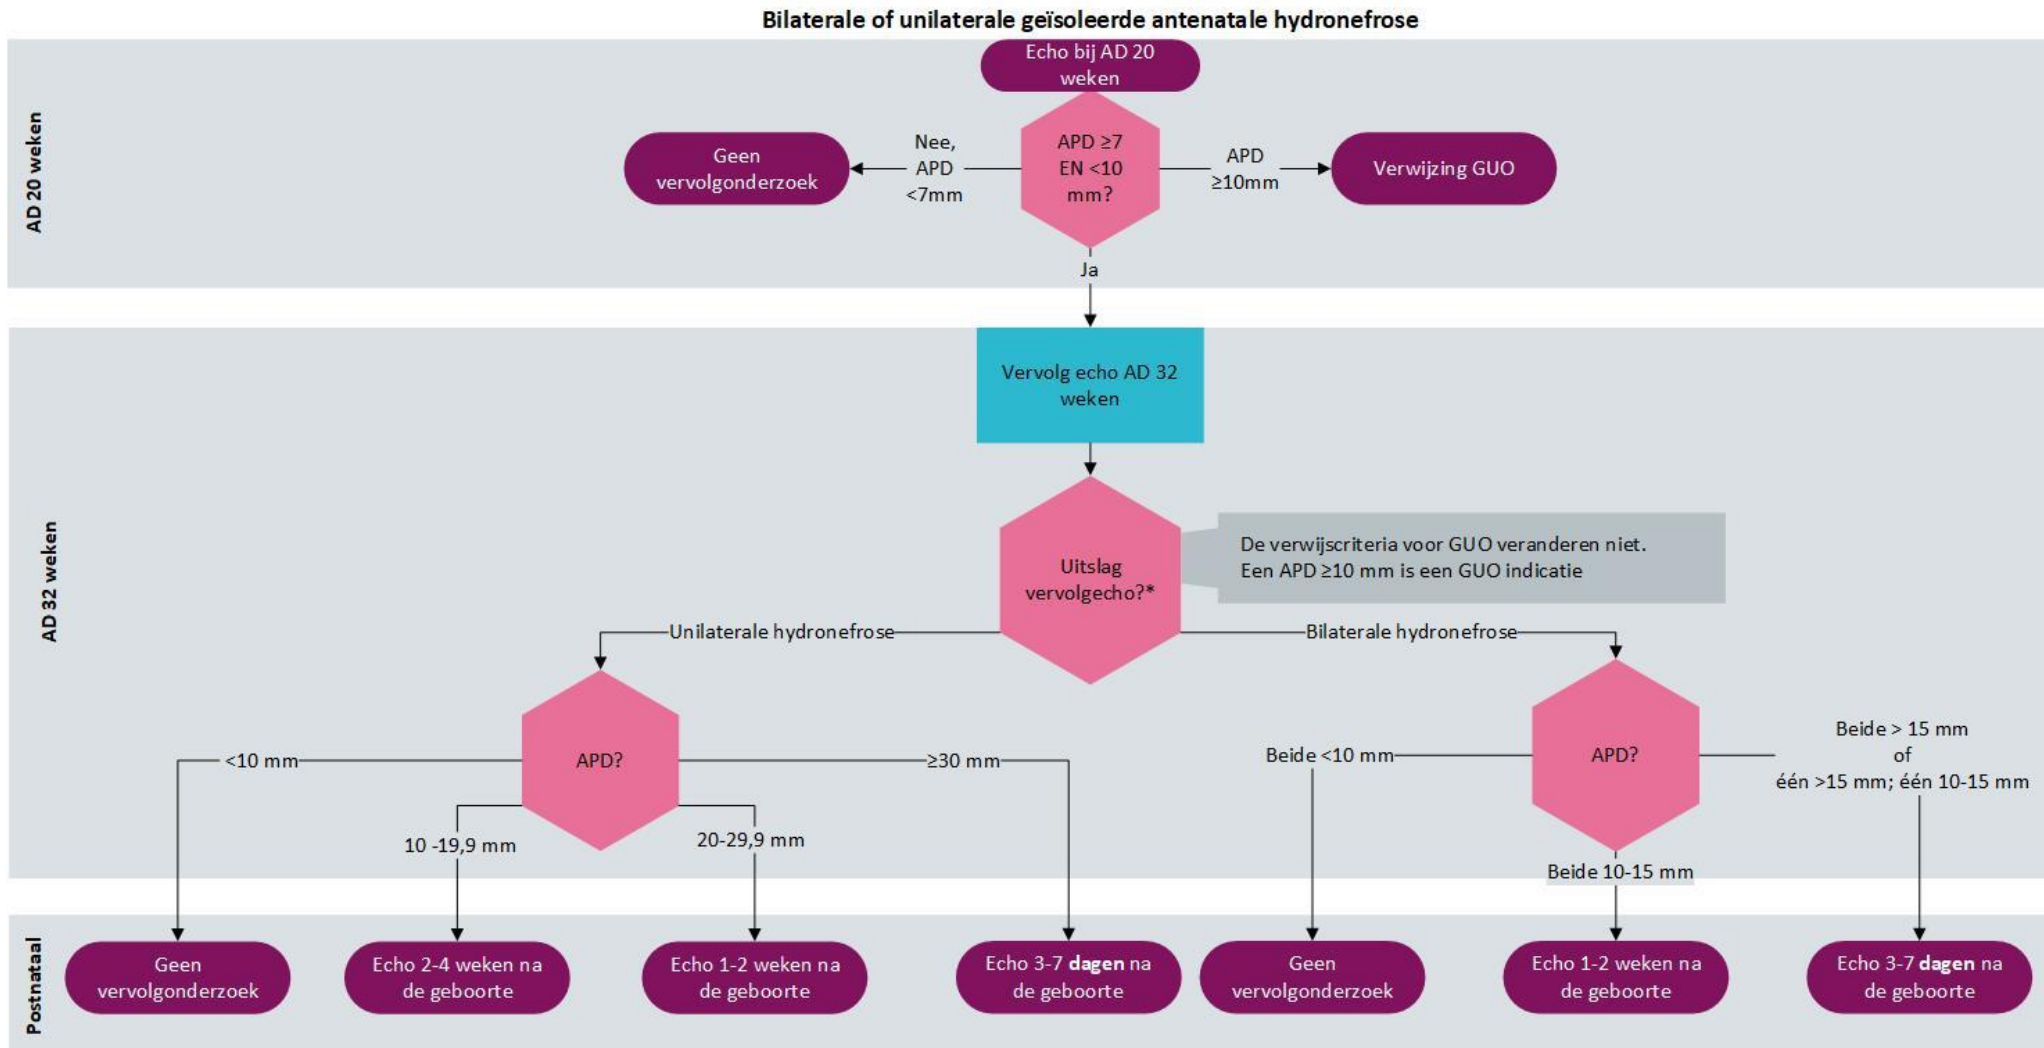 Bilaterale of unilaterale geïsoleerde antenatale hydronefrose
AD 20 weken
Echo bij AD 20
weken
APD ≥7
EN <10
mm?
Nee,
APD
<7mm
Geen
vervolgonderzoek
APD
≥10mm
Verwijzing GUO
Ja
AD 32 weken
Vervolg echo AD 32
weken
Uitslag
vervolgecho?*
De verwijscriteria voor GUO veranderen niet.
Een APD ≥10 mm is een GUO indicatie
Unilaterale hydronefrose
Bilaterale hydronefrose
APD?
<10 mm
10 -19,9 mm
20-29,9 mm
≥30 mm
APD?
Beide <10 mm
Beide 10-15 mm
Beide > 15 mm
of
één >15 mm; één 10-15 mm
Postnataal
Geen
vervolgonderzoek
Echo 2-4 weken na
de geboorte
Echo 1-2 weken na
de geboorte
Echo 3-7 dagen na
de geboorte
Geen
vervolgonderzoek
Echo 1-2 weken na
de geboorte
Echo 3-7 dagen na
de geboorte